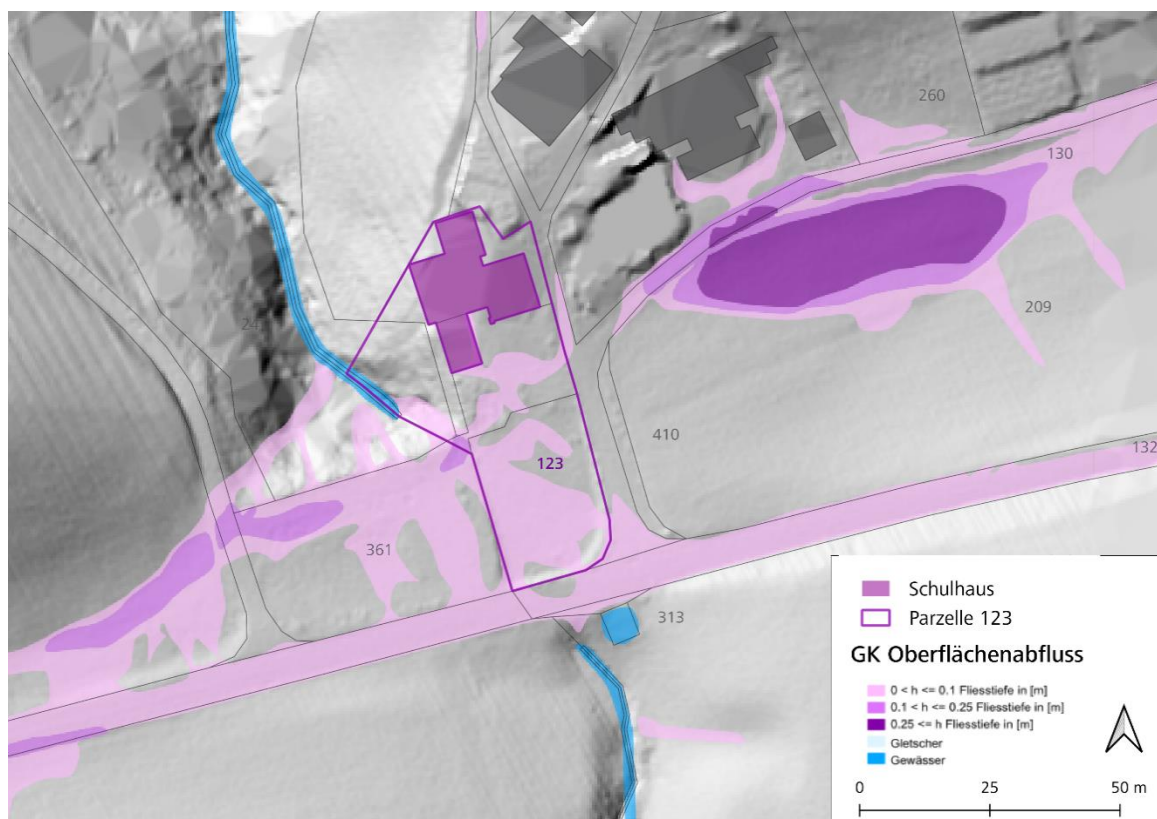 260
130
209
24
410
123
132
361
313
Schulhaus
Parzelle 123
GK Oberflächenabfluss
0 < h <= 0.1 Fliesstiefe in [m]
0.1 < h <= 0.25 Fliesstiefe in [m]
0.25 <= h Fliesstiefe in [m]
Gletscher
Gewässer
0 25 50 m